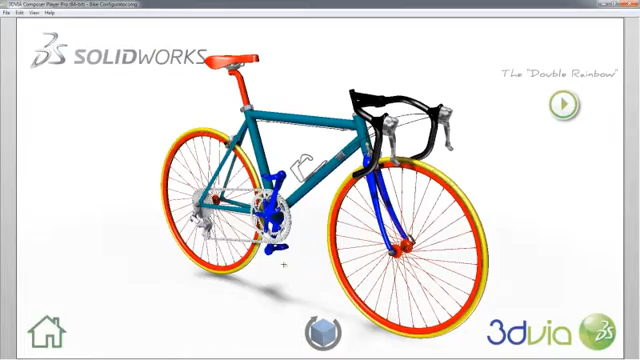 3DVIA Composer Player Pro (64-bit) - Bike Configurator.smg
File Edit View Help
SOLIDWORKS
The "Double Rainbow"
3dvia